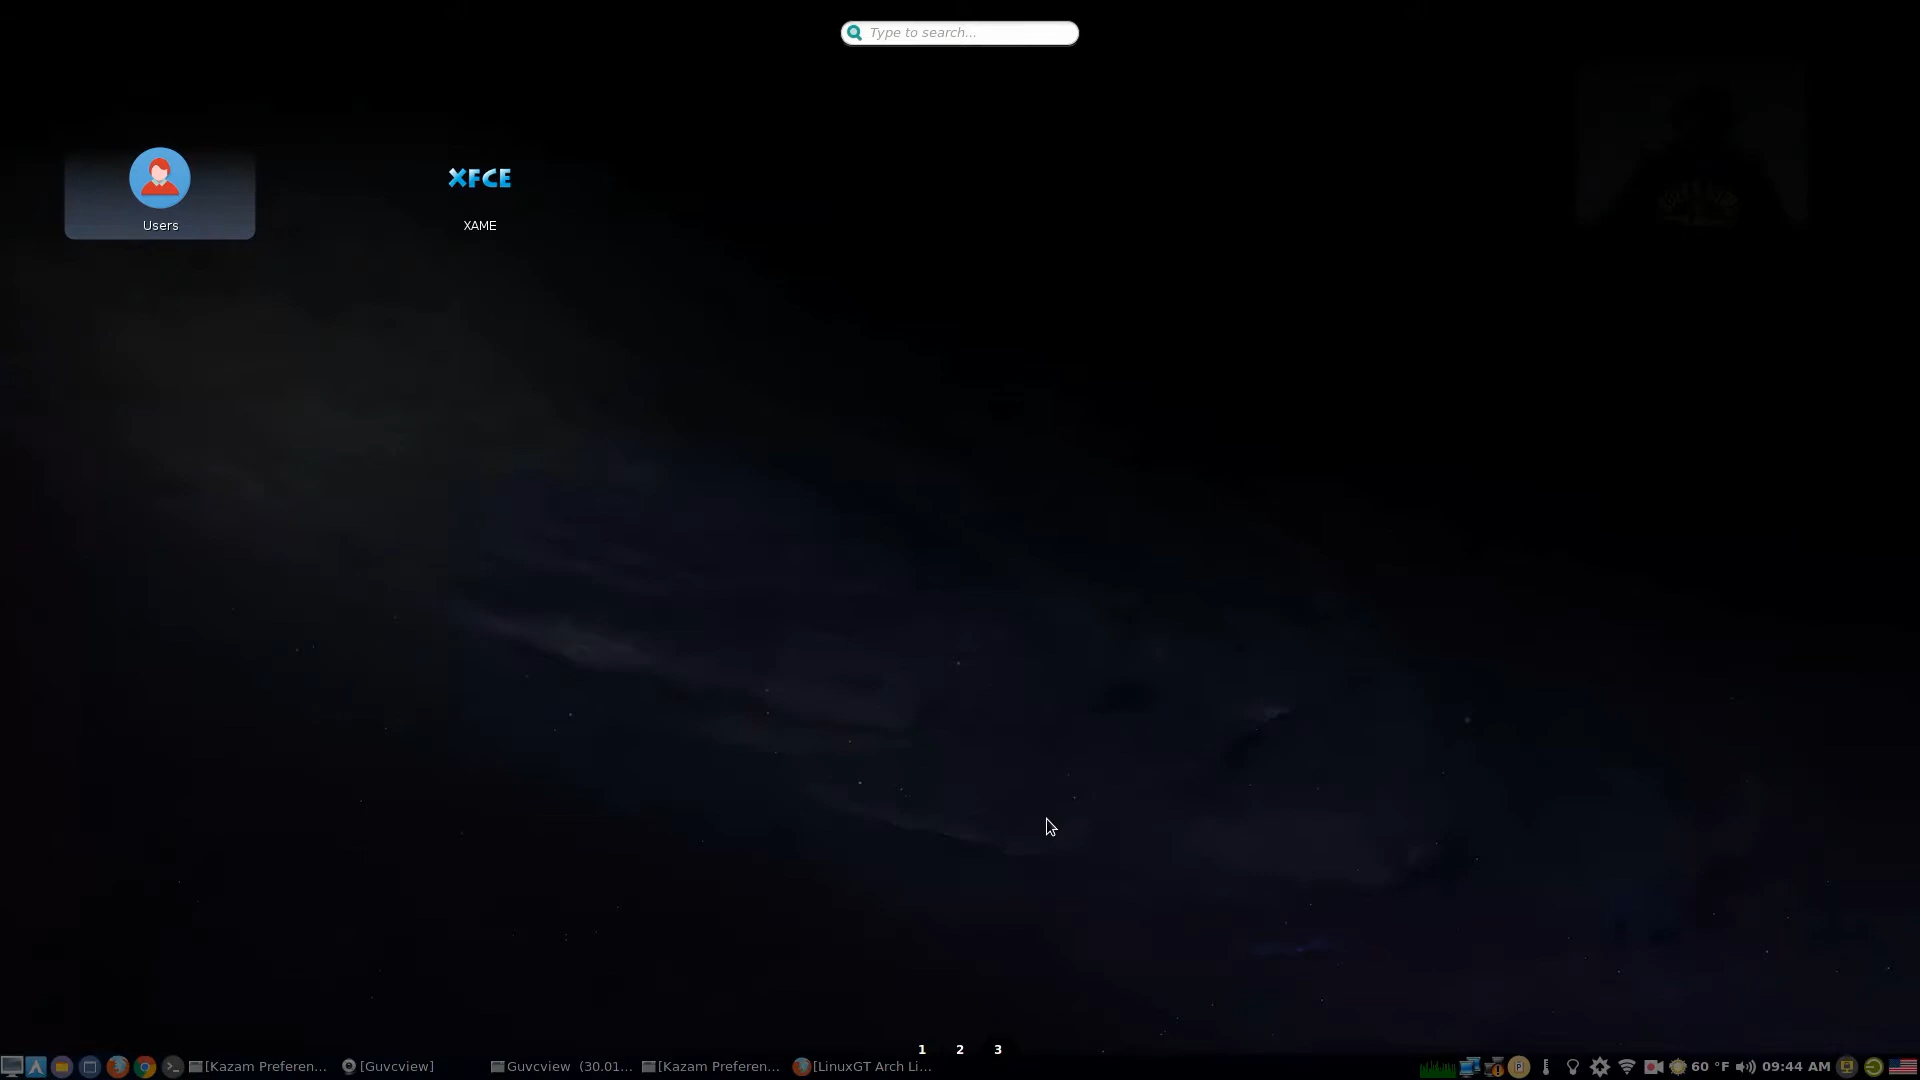 Type to search...
XFCE
Users
XAME
1 2 3
[Kazam Preferen... [Guvcview] Guvcview (30.01... [Kazam Preferen... [LinuxGT Arch Li... P 60 °F 09:44 AM